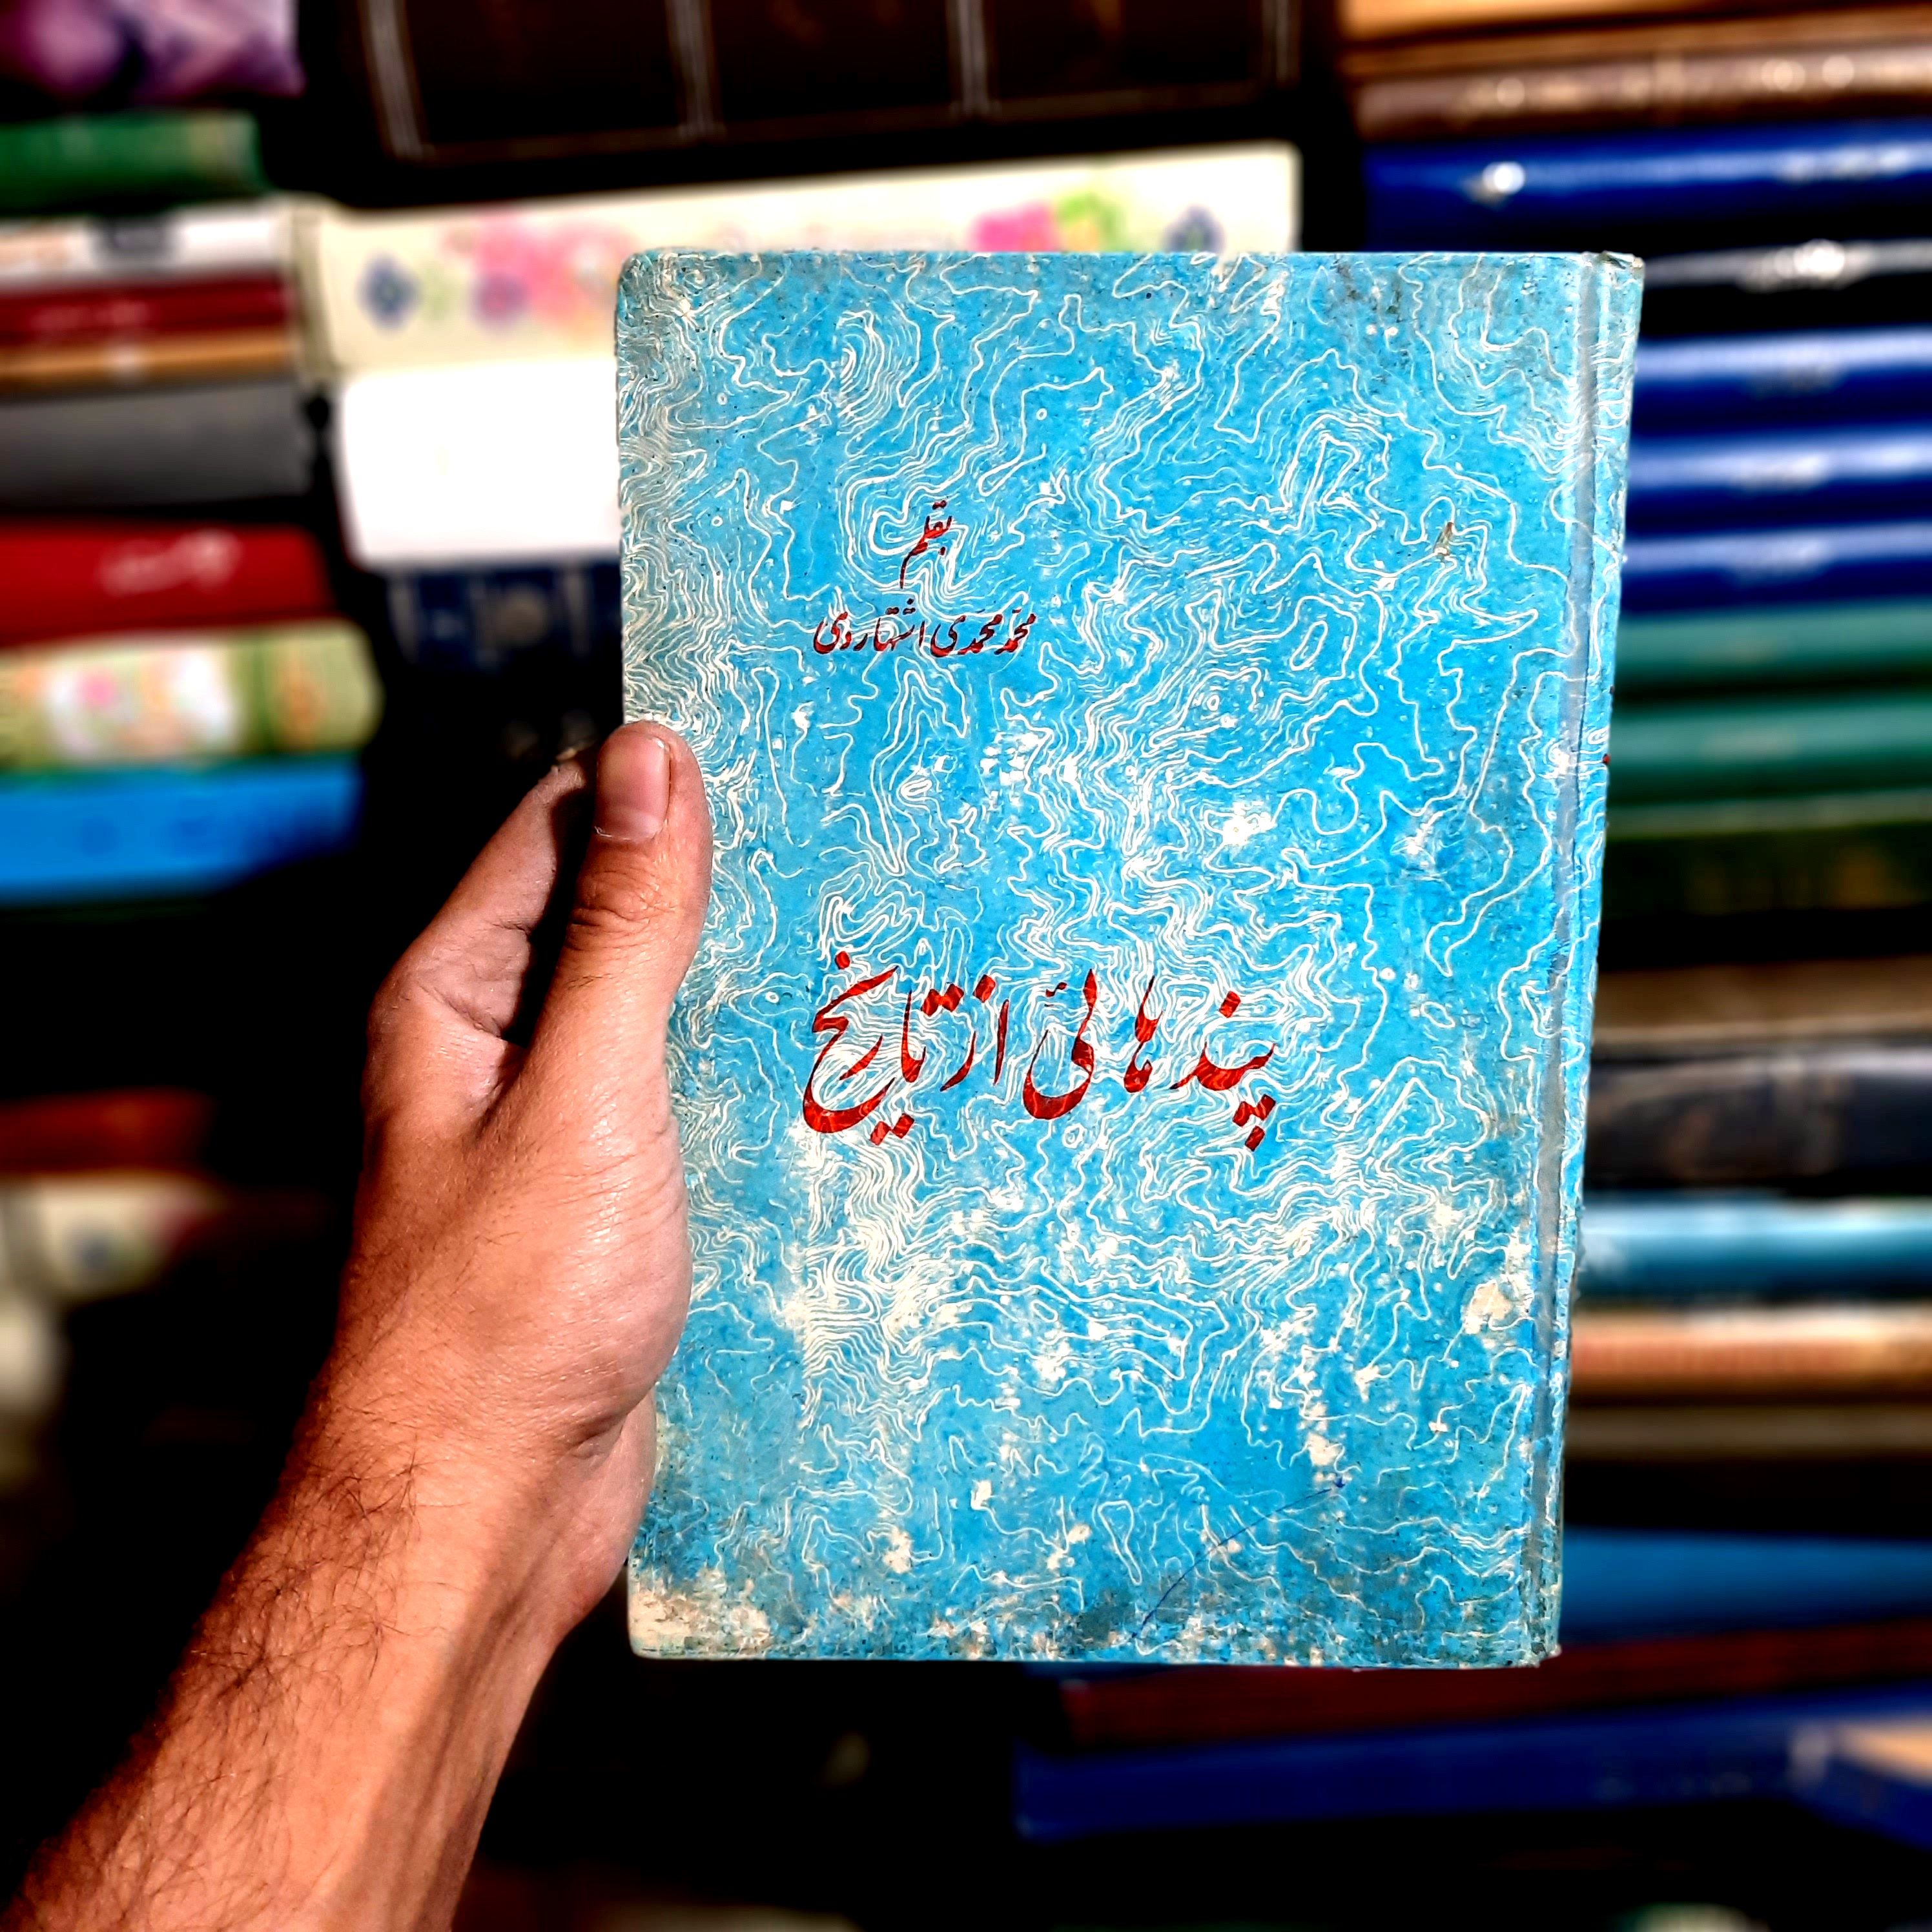 بقلم
محمد محمدی اشتهاردی
پندهائی از تاریخ